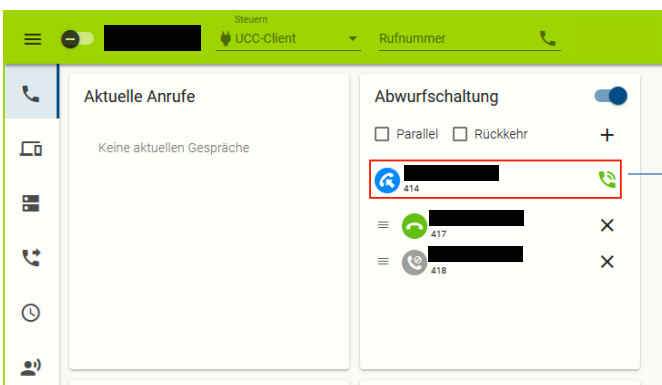 Steuern
UCC-Client
Rufnummer
Aktuelle Anrufe
Keine aktuellen Gespräche
Abwurfschaltung
Parallel Rückkehr
414
417
418